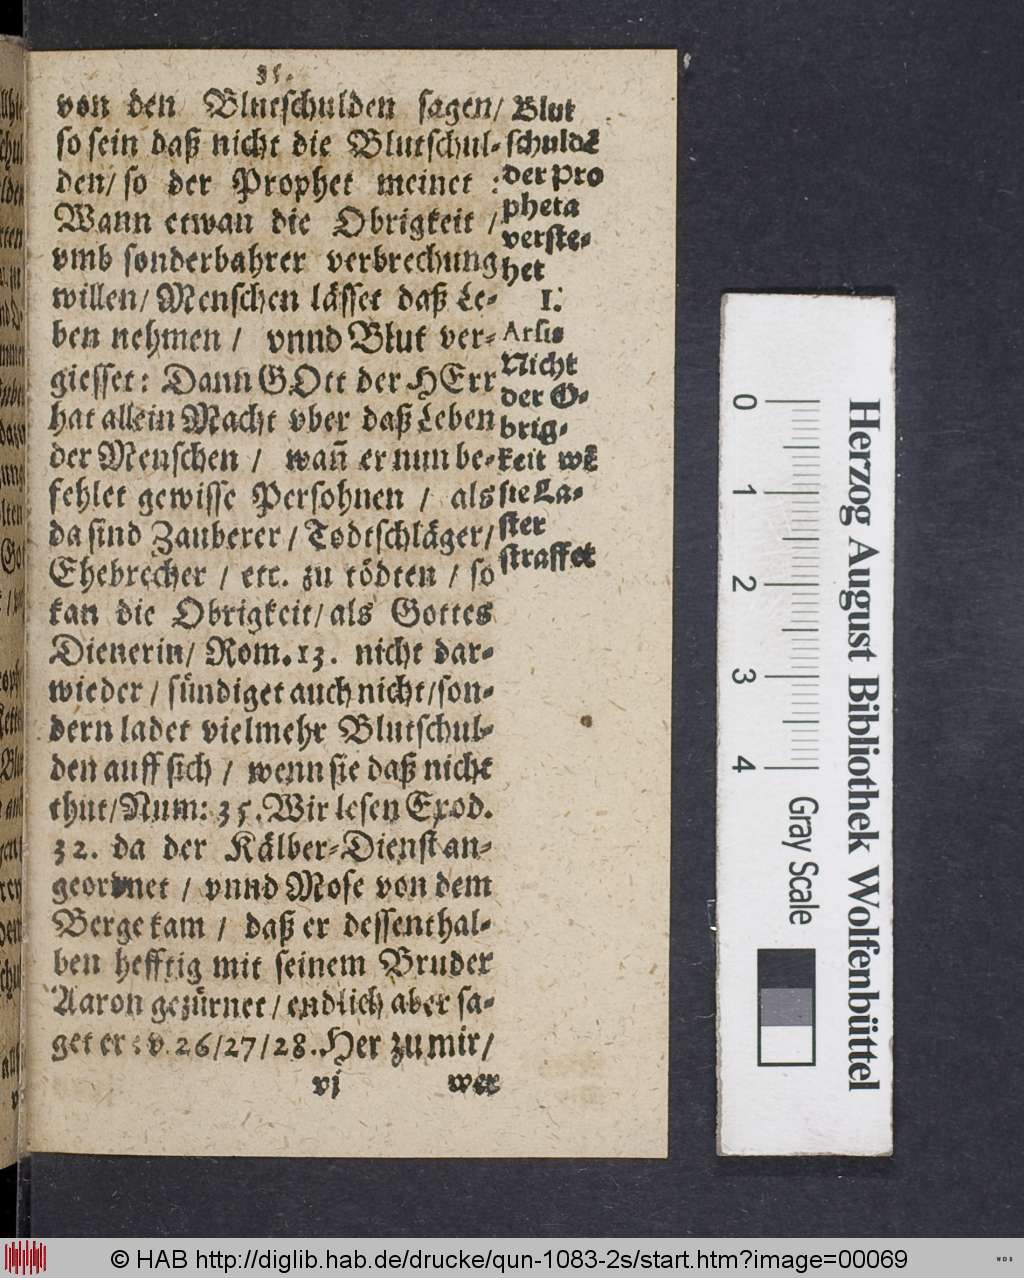 35.
von den Blutschulden sagen/
so sein daß nicht die Blutschul-
den/ so der Prophet meinet :
Wann etwan die Obrigkeit /
vmb sonderbahrer verbrechung
willen/ Menschen lässet daß Le-
ben nehmen / vnnd Blut ver-
giesset: Dann GOtt der HErr
hat allein Macht vber daß Leben
der Menschen / wañ er nun be-
fehlet gewisse Persohnen / als
da sind Zauberer / Todtschläger/
Ehebrecher / etc. zu tödten / so
kan die Obrigkeit/ als Gottes
Dienerin/ Rom. 13. nicht dar-
wieder / sündiget auch nicht/ son-
dern ladet vielmehr Blutschul-
den auff sich / wenn sie daß nicht
thut/ Num: 35. Wir lesen Exod.
32. da der Kälber-Dienst an-
geordnet / vnnd Mose von dem
Berge kam / daß er dessenthal-
ben hefftig mit seinem Bruder
Aaron gezürnet / endlich aber sa-
get er : v. 26/27/28. Her zu mir/
vj wer
Blut
schuldẽ
der Pro
pheta
verste-
het
1.
Arsis
Nicht
der O-
brig-
keit wẽ
sie La-
ster
straffet
Herzog August Bibliothek Wolfenbüttel
0 1 2 3 4
Gray Scale
© HAB http://diglib.hab.de/drucke/qun-1083-2s/start.htm?image=00069